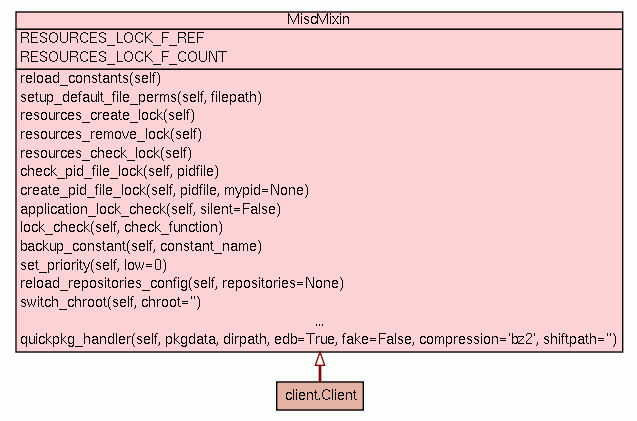 MiscMixin
RESOURCES_LOCK_F_REF
RESOURCES_LOCK_F_COUNT
reload_constants(self)
setup_default_file_perms(self, filepath)
resources_create_lock(self)
resources_remove_lock(self)
resources_check_lock(self)
check_pid_file_lock(self, pidfile)
create_pid_file_lock(self, pidfile, mypid=None)
application_lock_check(self, silent=False)
lock_check(self, check_function)
backup_constant(self, constant_name)
set_priority(self, low=0)
reload_repositories_config(self, repositories=None)
switch_chroot(self, chroot='')
...
quickpkg_handler(self, pkgdata, dirpath, edb=True, fake=False, compression='bz2', shiftpath='')
client.Client